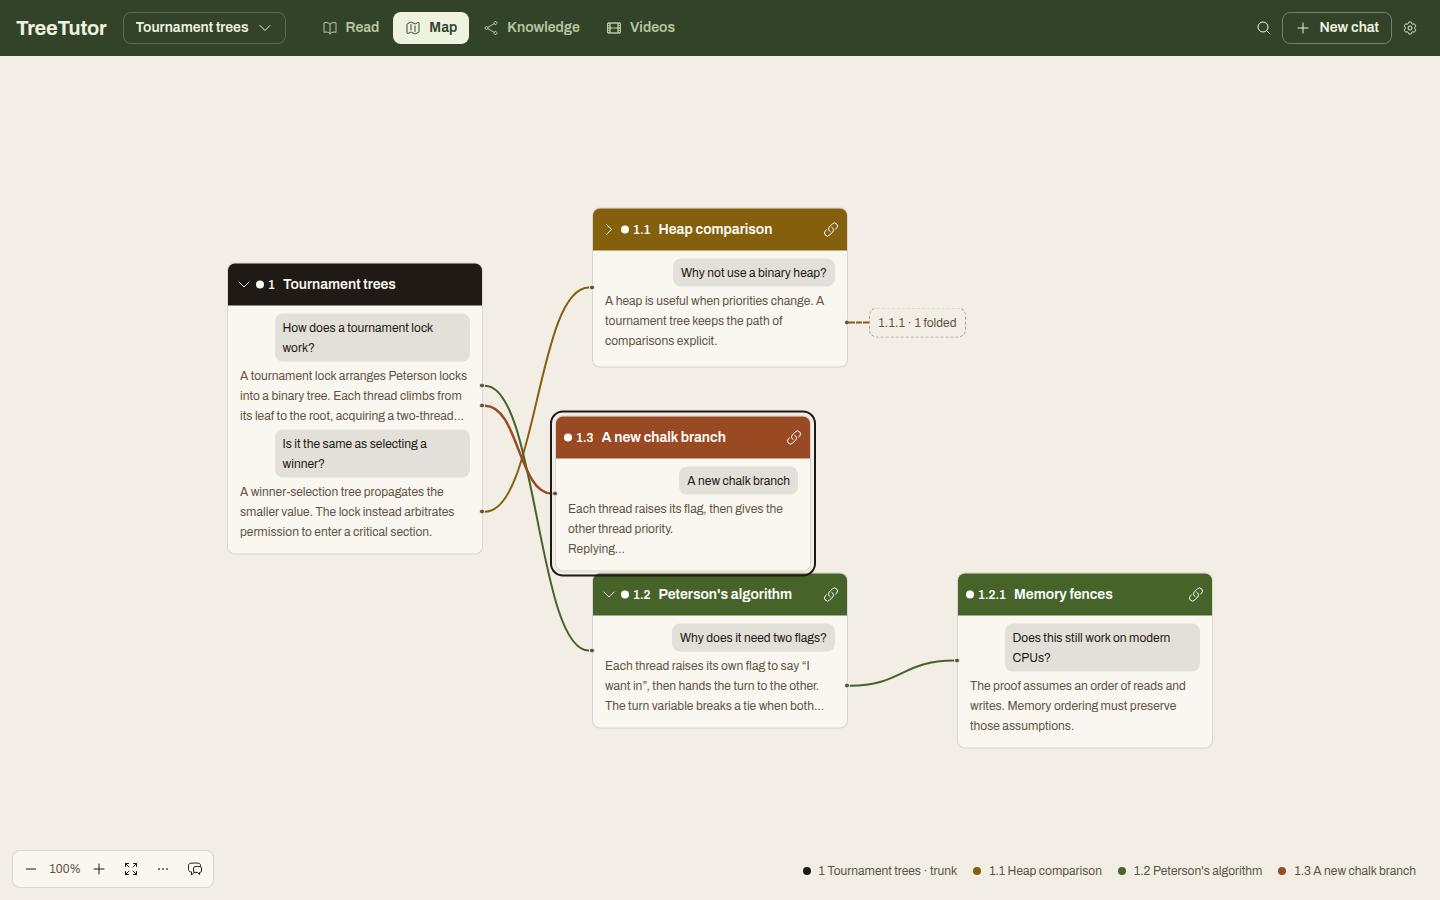 TreeTutor
Tournament trees
Read
Map
Knowledge
Videos
New chat
1.1 Heap comparison
Why not use a binary heap?
A heap is useful when priorities change. A
tournament tree keeps the path of
comparisons explicit.
1.1.1 · 1 folded
1 Tournament trees
How does a tournament lock
work?
A tournament lock arranges Peterson locks
into a binary tree. Each thread climbs from
its leaf to the root, acquiring a two-thread…
Is it the same as selecting a
winner?
A winner-selection tree propagates the
smaller value. The lock instead arbitrates
permission to enter a critical section.
1.3 A new chalk branch
A new chalk branch
Each thread raises its flag, then gives the
other thread priority.
Replying…
1.2 Peterson's algorithm
Why does it need two flags?
Each thread raises its own flag to say “I
want in”, then hands the turn to the other.
The turn variable breaks a tie when both…
1.2.1 Memory fences
Does this still work on modern
CPUs?
The proof assumes an order of reads and
writes. Memory ordering must preserve
those assumptions.
100%
1 Tournament trees · trunk
1.1 Heap comparison
1.2 Peterson's algorithm
1.3 A new chalk branch